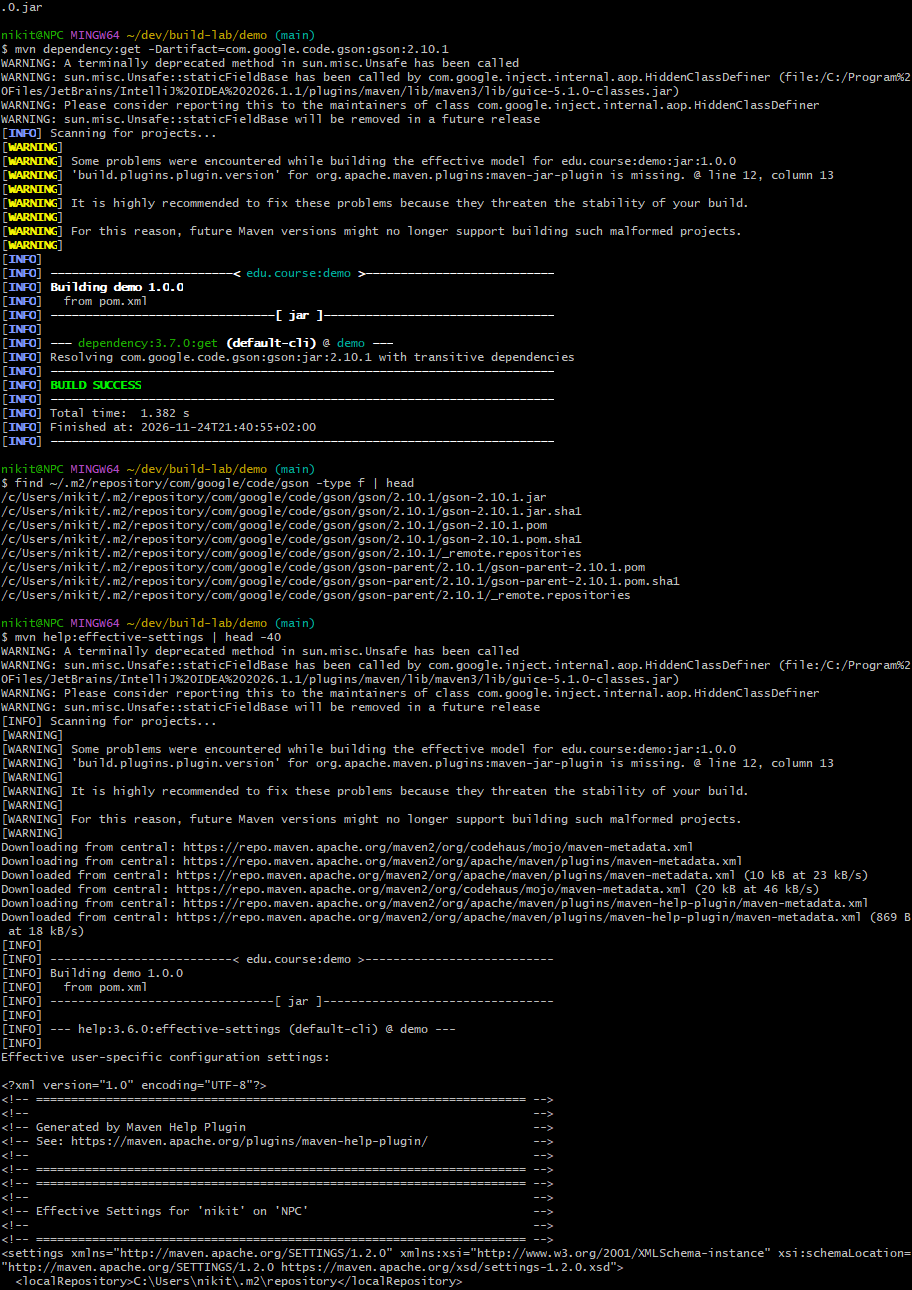 .0.jar
nikit@NPC MINGW64 ~/dev/build-lab/demo (main)
$ mvn dependency:get -Dartifact=com.google.code.gson:gson:2.10.1
WARNING: A terminally deprecated method in sun.misc.Unsafe has been called
WARNING: sun.misc.Unsafe::staticFieldBase has been called by com.google.inject.internal.aop.HiddenClassDefiner (file:/C:/Program%2
0Files/JetBrains/IntelliJ%20IDEA%202026.1.1/plugins/maven/lib/maven3/lib/guice-5.1.0-classes.jar)
WARNING: Please consider reporting this to the maintainers of class com.google.inject.internal.aop.HiddenClassDefiner
WARNING: sun.misc.Unsafe::staticFieldBase will be removed in a future release
[INFO] Scanning for projects...
[WARNING]
[WARNING] Some problems were encountered while building the effective model for edu.course:demo:jar:1.0.0
[WARNING] 'build.plugins.plugin.version' for org.apache.maven.plugins:maven-jar-plugin is missing. @ line 12, column 13
[WARNING]
[WARNING] It is highly recommended to fix these problems because they threaten the stability of your build.
[WARNING]
[WARNING] For this reason, future Maven versions might no longer support building such malformed projects.
[WARNING]
[INFO]
[INFO] --------------------------< edu.course:demo >---------------------------
[INFO] Building demo 1.0.0
[INFO]   from pom.xml
[INFO] --------------------------------[ jar ]---------------------------------
[INFO]
[INFO] --- dependency:3.7.0:get (default-cli) @ demo ---
[INFO] Resolving com.google.code.gson:gson:jar:2.10.1 with transitive dependencies
[INFO] ------------------------------------------------------------------------
[INFO] BUILD SUCCESS
[INFO] ------------------------------------------------------------------------
[INFO] Total time:  1.382 s
[INFO] Finished at: 2026-11-24T21:40:55+02:00
[INFO] ------------------------------------------------------------------------
nikit@NPC MINGW64 ~/dev/build-lab/demo (main)
$ find ~/.m2/repository/com/google/code/gson -type f | head
/c/Users/nikit/.m2/repository/com/google/code/gson/gson/2.10.1/gson-2.10.1.jar
/c/Users/nikit/.m2/repository/com/google/code/gson/gson/2.10.1/gson-2.10.1.jar.sha1
/c/Users/nikit/.m2/repository/com/google/code/gson/gson/2.10.1/gson-2.10.1.pom
/c/Users/nikit/.m2/repository/com/google/code/gson/gson/2.10.1/gson-2.10.1.pom.sha1
/c/Users/nikit/.m2/repository/com/google/code/gson/gson/2.10.1/_remote.repositories
/c/Users/nikit/.m2/repository/com/google/code/gson/gson-parent/2.10.1/gson-parent-2.10.1.pom
/c/Users/nikit/.m2/repository/com/google/code/gson/gson-parent/2.10.1/gson-parent-2.10.1.pom.sha1
/c/Users/nikit/.m2/repository/com/google/code/gson/gson-parent/2.10.1/_remote.repositories
nikit@NPC MINGW64 ~/dev/build-lab/demo (main)
$ mvn help:effective-settings | head -40
WARNING: A terminally deprecated method in sun.misc.Unsafe has been called
WARNING: sun.misc.Unsafe::staticFieldBase has been called by com.google.inject.internal.aop.HiddenClassDefiner (file:/C:/Program%2
0Files/JetBrains/IntelliJ%20IDEA%202026.1.1/plugins/maven/lib/maven3/lib/guice-5.1.0-classes.jar)
WARNING: Please consider reporting this to the maintainers of class com.google.inject.internal.aop.HiddenClassDefiner
WARNING: sun.misc.Unsafe::staticFieldBase will be removed in a future release
[INFO] Scanning for projects...
[WARNING]
[WARNING] Some problems were encountered while building the effective model for edu.course:demo:jar:1.0.0
[WARNING] 'build.plugins.plugin.version' for org.apache.maven.plugins:maven-jar-plugin is missing. @ line 12, column 13
[WARNING]
[WARNING] It is highly recommended to fix these problems because they threaten the stability of your build.
[WARNING]
[WARNING] For this reason, future Maven versions might no longer support building such malformed projects.
[WARNING]
Downloading from central: https://repo.maven.apache.org/maven2/org/codehaus/mojo/maven-metadata.xml
Downloading from central: https://repo.maven.apache.org/maven2/org/apache/maven/plugins/maven-metadata.xml
Downloaded from central: https://repo.maven.apache.org/maven2/org/apache/maven/plugins/maven-metadata.xml (10 kB at 23 kB/s)
Downloaded from central: https://repo.maven.apache.org/maven2/org/codehaus/mojo/maven-metadata.xml (20 kB at 46 kB/s)
Downloading from central: https://repo.maven.apache.org/maven2/org/apache/maven/plugins/maven-help-plugin/maven-metadata.xml
Downloaded from central: https://repo.maven.apache.org/maven2/org/apache/maven/plugins/maven-help-plugin/maven-metadata.xml (869 B
 at 18 kB/s)
[INFO]
[INFO] --------------------------< edu.course:demo >---------------------------
[INFO] Building demo 1.0.0
[INFO]   from pom.xml
[INFO] --------------------------------[ jar ]---------------------------------
[INFO]
[INFO] --- help:3.6.0:effective-settings (default-cli) @ demo ---
[INFO]
Effective user-specific configuration settings:
<?xml version="1.0" encoding="UTF-8"?>
<!-- ====================================================================== -->
<!--                                                                        -->
<!-- Generated by Maven Help Plugin                                         -->
<!-- See: https://maven.apache.org/plugins/maven-help-plugin/               -->
<!--                                                                        -->
<!-- ====================================================================== -->
<!-- ====================================================================== -->
<!--                                                                        -->
<!-- Effective Settings for 'nikit' on 'NPC'                                -->
<!--                                                                        -->
<!-- ====================================================================== -->
<settings xmlns="http://maven.apache.org/SETTINGS/1.2.0" xmlns:xsi="http://www.w3.org/2001/XMLSchema-instance" xsi:schemaLocation=
"http://maven.apache.org/SETTINGS/1.2.0 https://maven.apache.org/xsd/settings-1.2.0.xsd">
  <localRepository>C:\Users\nikit\.m2\repository</localRepository>